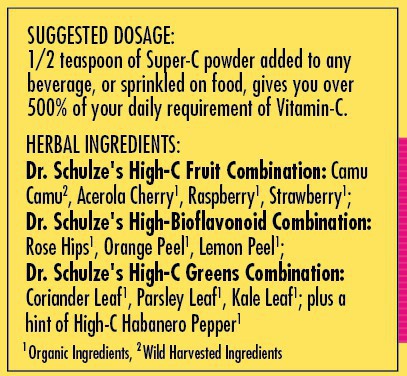 SUGGESTED DOSAGE:
1/2 teaspoon of Super-C powder added to any
beverage, or sprinkled on food, gives you over
500% of your daily requirement of Vitamin-C.
HERBAL INGREDIENTS:
Dr. Schulze's High-C Fruit Combination: Camu
Camu², Acerola Cherry¹, Raspberry¹, Strawberry¹;
Dr. Schulze's High-Bioflavonoid Combination:
Rose Hips¹, Orange Peel¹, Lemon Peel¹;
Dr. Schulze's High-C Greens Combination:
Coriander Leaf¹, Parsley Leaf¹, Kale Leaf¹; plus a
hint of High-C Habanero Pepper¹
¹Organic Ingredients, ²Wild Harvested Ingredients